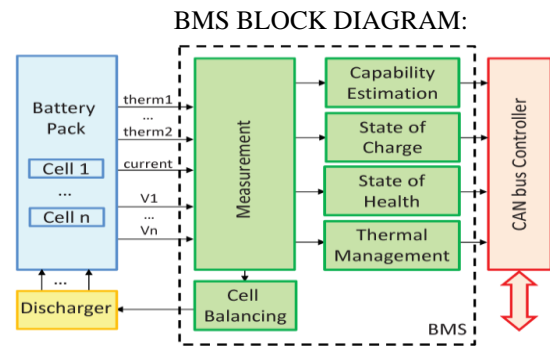 BMS BLOCK DIAGRAM:
Battery
Pack
Cell 1
...
Cell n
therm1
...
therm2
current
V1
...
Vn
Measurement
Capability
Estimation
State of
Charge
State of
Health
Thermal
Management
CAN bus Controller
...
Discharger
Cell
Balancing
BMS